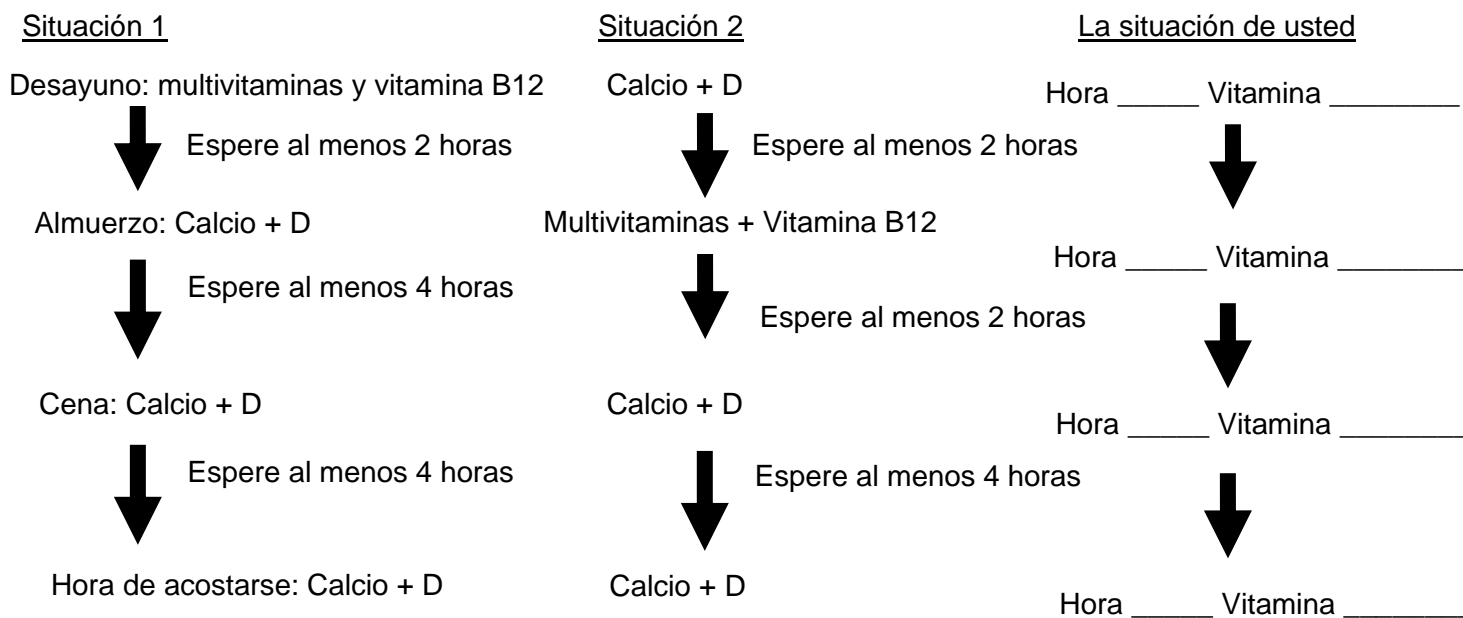 Situación 1
Desayuno: multivitaminas y vitamina B12
Espere al menos 2 horas
Almuerzo: Calcio + D
Espere al menos 4 horas
Cena: Calcio + D
Espere al menos 4 horas
Hora de acostarse: Calcio + D
Situación 2
Calcio + D
Espere al menos 2 horas
Multivitaminas + Vitamina B12
Espere al menos 2 horas
Calcio + D
Espere al menos 4 horas
Calcio + D
La situación de usted
Hora _____ Vitamina ________
Hora _____ Vitamina ________
Hora _____ Vitamina ________
Hora _____ Vitamina ________